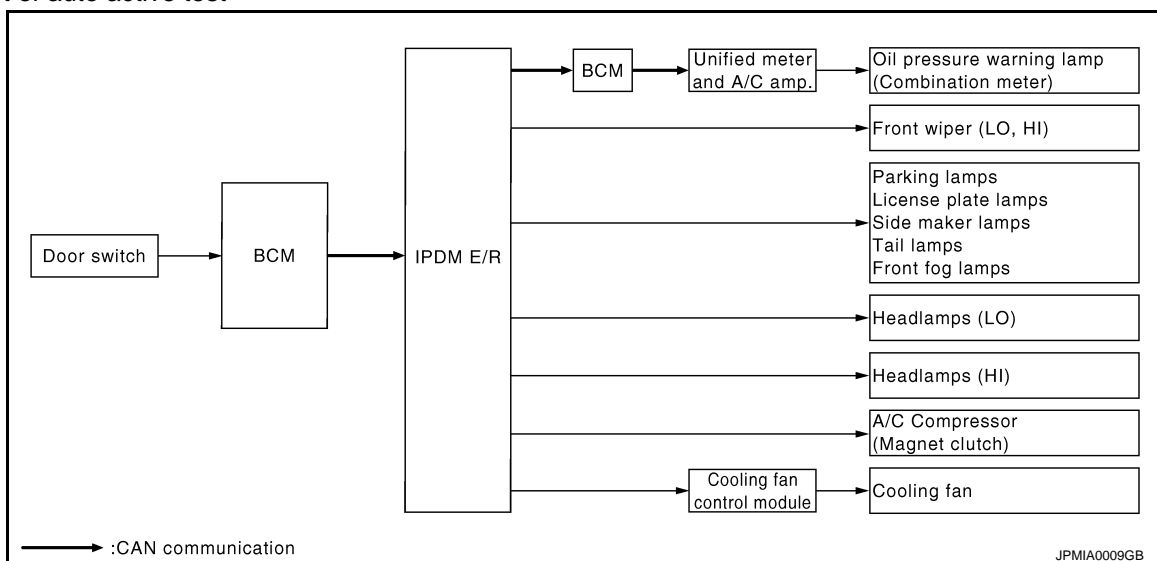 For auto active test
BCM
Unified meter
and A/C amp.
Oil pressure warning lamp
(Combination meter)
Front wiper (LO, HI)
Parking lamps
License plate lamps
Side maker lamps
Tail lamps
Front fog lamps
Door switch
BCM
IPDM E/R
Headlamps (LO)
Headlamps (HI)
A/C Compressor
(Magnet clutch)
Cooling fan
control module
Cooling fan
:CAN communication
JPMIA0009GB